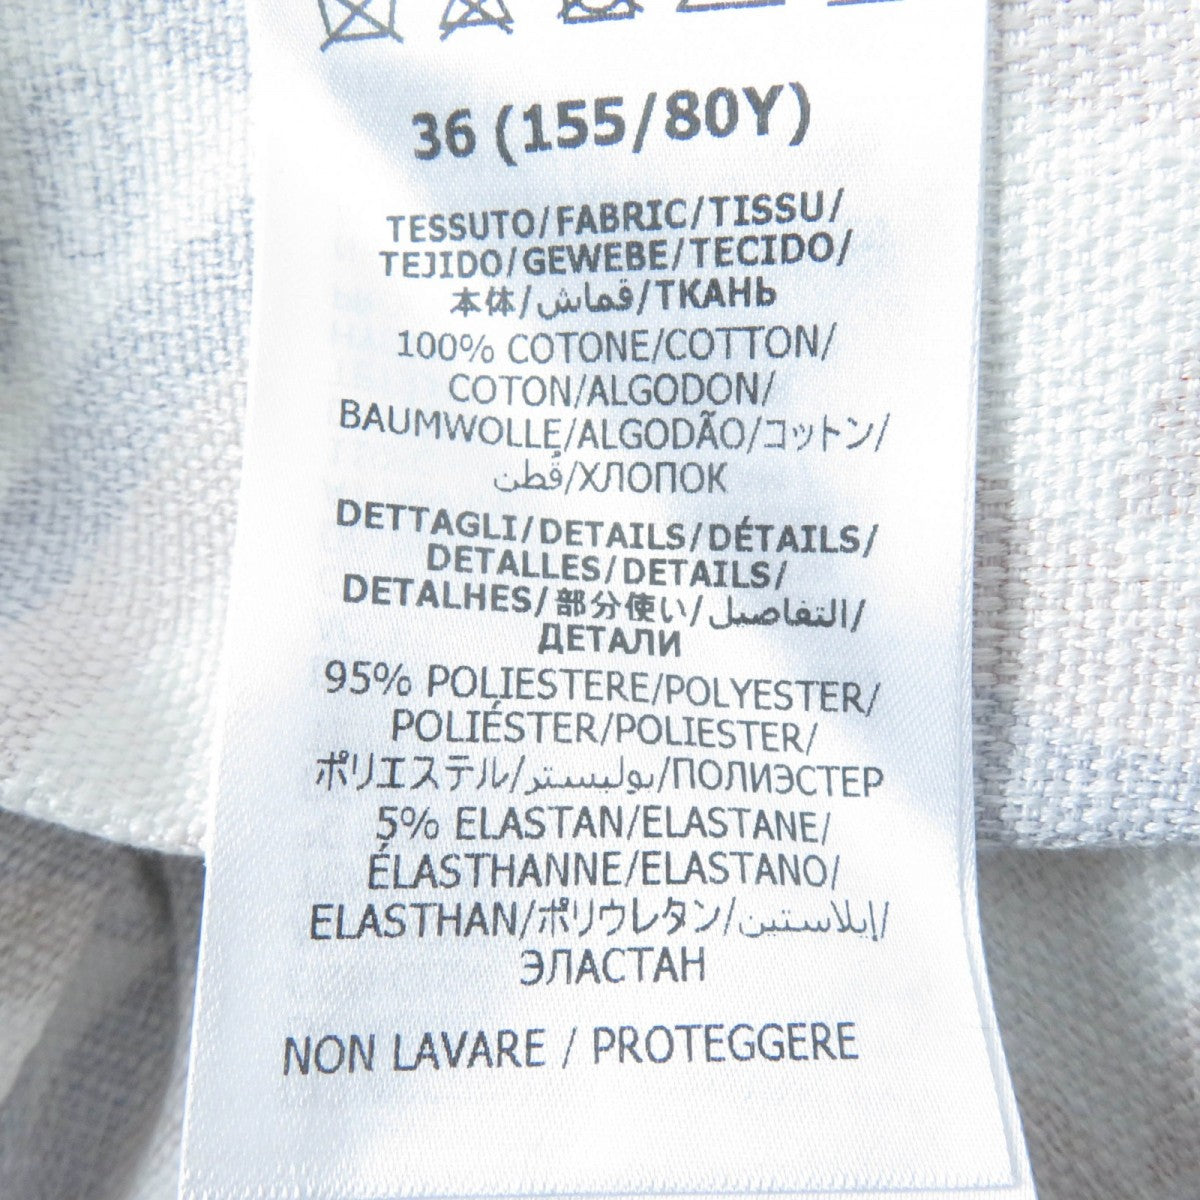 36 (155/80Y)
TESSUTO/FABRIC/TISSU/
TEJIDO/GEWEBE/TECIDO/
本体/قماش/ТКАНЬ
100% COTONE/COTTON/
COTON/ALGODON/
BAUMWOLLE/ALGODÃO/コットン/
قُطن/ХЛОПОК
DETTAGLI/DETAILS/DÉTAILS/
DETALLES/DETAILS/
DETALHES/部分使い/التفاصيل/
ДЕТАЛИ
95% POLIESTERE/POLYESTER/
POLIÉSTER/POLIESTER/
ポリエステル/بوليستر/ПОЛИЭСТЕР
5% ELASTAN/ELASTANE/
ÉLASTHANNE/ELASTANO/
ELASTHAN/ポリウレタン/إيلاستين/
ЭЛАСТАН
NON LAVARE / PROTEGGERE